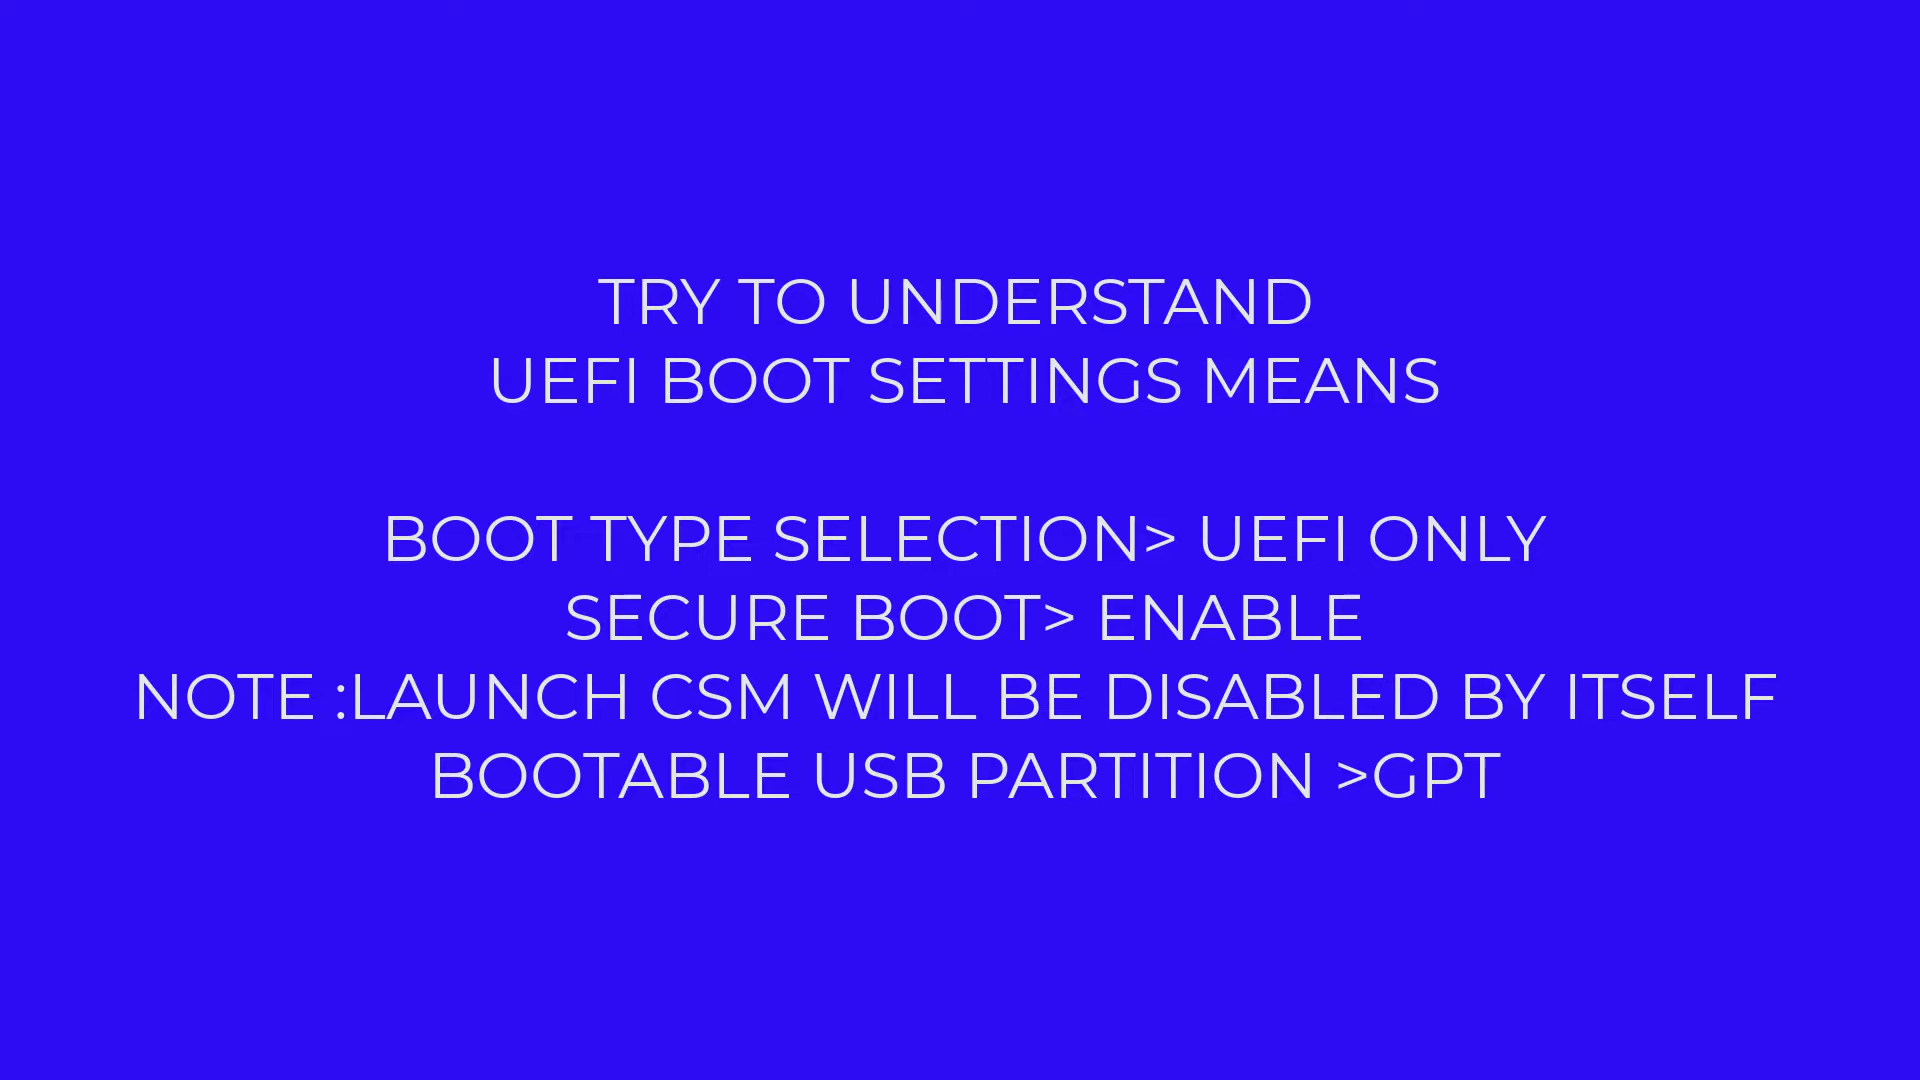 TRY TO UNDERSTAND
UEFI BOOT SETTINGS MEANS
BOOT TYPE SELECTION> UEFI ONLY
SECURE BOOT> ENABLE
NOTE :LAUNCH CSM WILL BE DISABLED BY ITSELF
BOOTABLE USB PARTITION >GPT